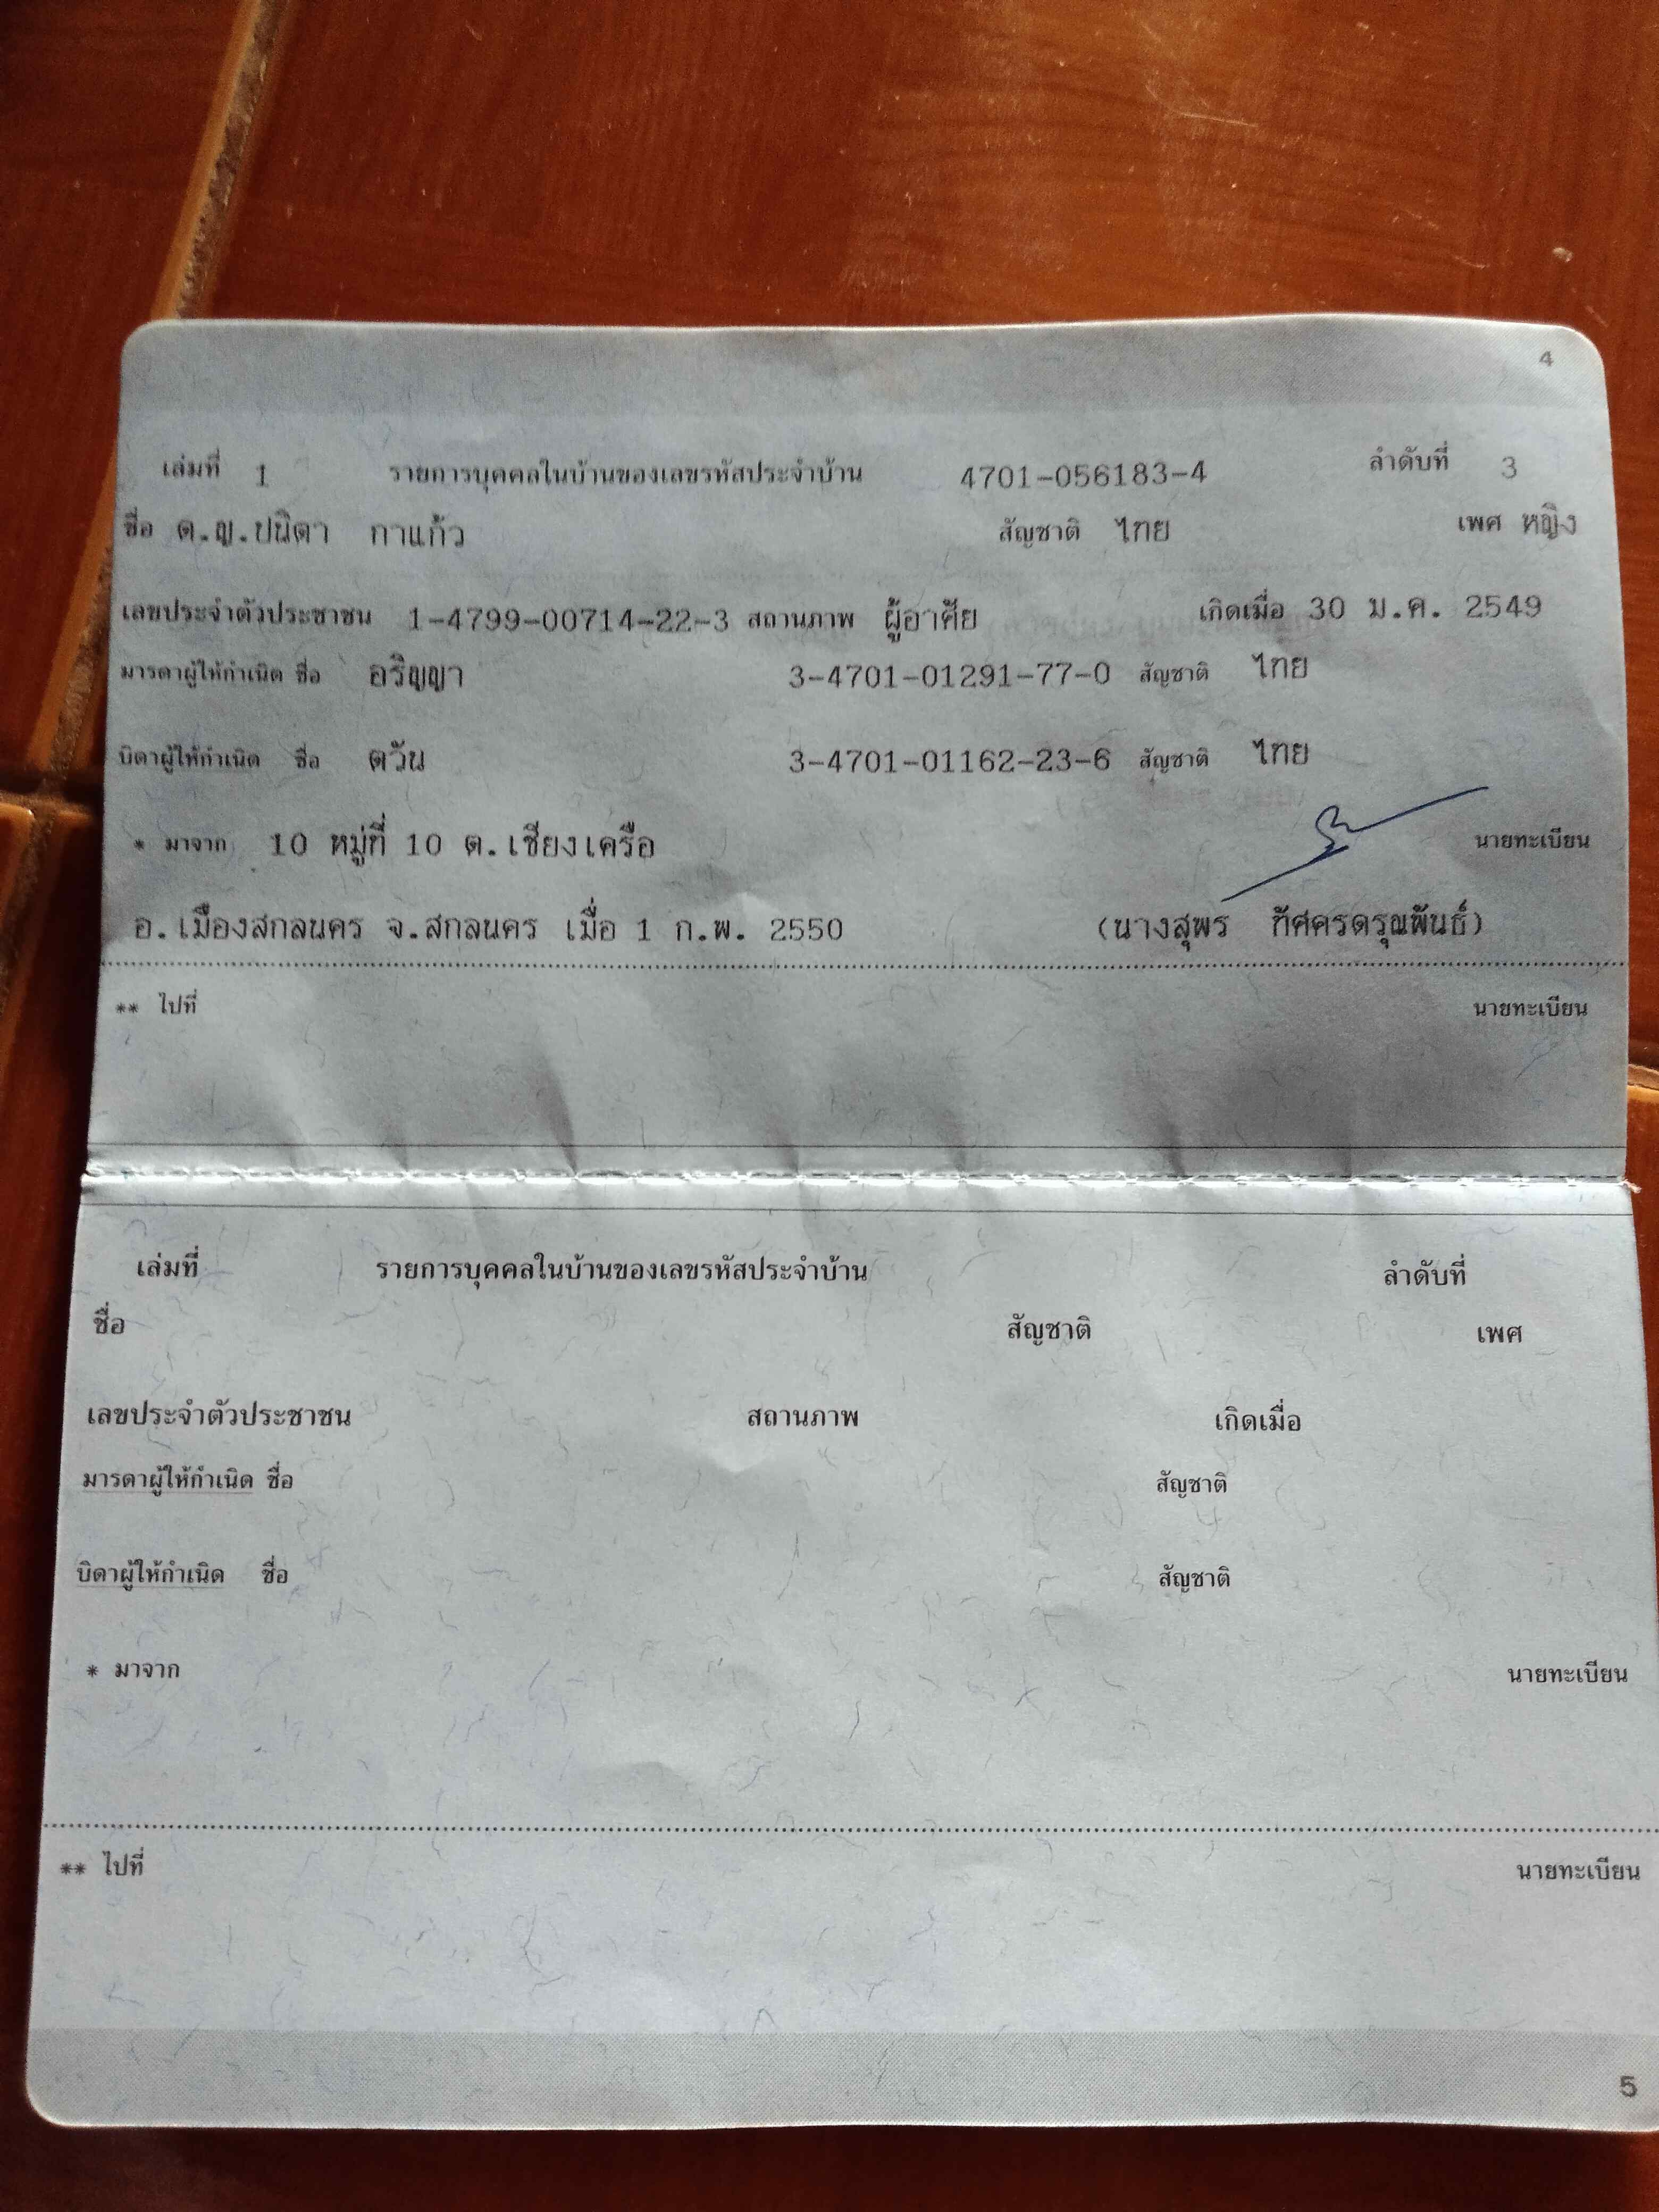 4
เล่มที่ 1 รายการบุคคลในบ้านของเลขรหัสประจำบ้าน 4701-056183-4 ลำดับที่ 3
ชื่อ ด.ญ.ปนิดา กาแก้ว สัญชาติ ไทย เพศ หญิง
เลขประจำตัวประชาชน 1-4799-00714-22-3 สถานภาพ ผู้อาศัย เกิดเมื่อ 30 ม.ค. 2549
มารดาผู้ให้กำเนิด ชื่อ อริญญา 3-4701-01291-77-0 สัญชาติ ไทย
บิดาผู้ให้กำเนิด ชื่อ ตวัน 3-4701-01162-23-6 สัญชาติ ไทย
* มาจาก 10 หมู่ที่ 10 ต.เชียงเครือ นายทะเบียน
อ.เมืองสกลนคร จ.สกลนคร เมื่อ 1 ก.พ. 2550 (นางสุพร ทัศครดรุณพันธ์)
** ไปที่ นายทะเบียน
เล่มที่ รายการบุคคลในบ้านของเลขรหัสประจำบ้าน ลำดับที่
ชื่อ สัญชาติ เพศ
เลขประจำตัวประชาชน สถานภาพ เกิดเมื่อ
มารดาผู้ให้กำเนิด ชื่อ สัญชาติ
บิดาผู้ให้กำเนิด ชื่อ สัญชาติ
* มาจาก นายทะเบียน
** ไปที่ นายทะเบียน
5